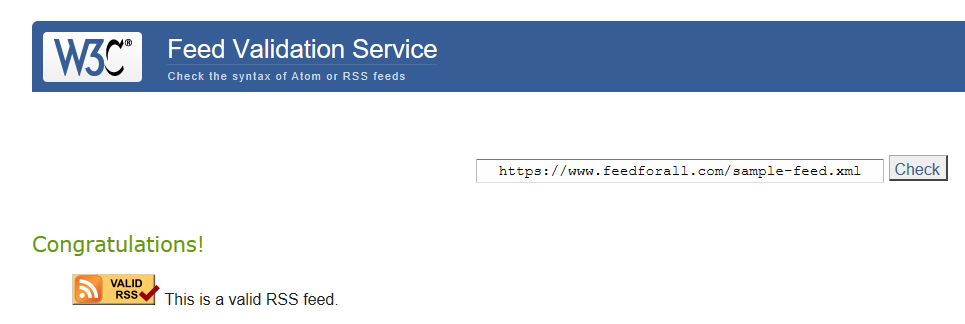 W3C®
Feed Validation Service
Check the syntax of Atom or RSS feeds
https://www.feedforall.com/sample-feed.xml
Check
Congratulations!
VALID
RSS
This is a valid RSS feed.